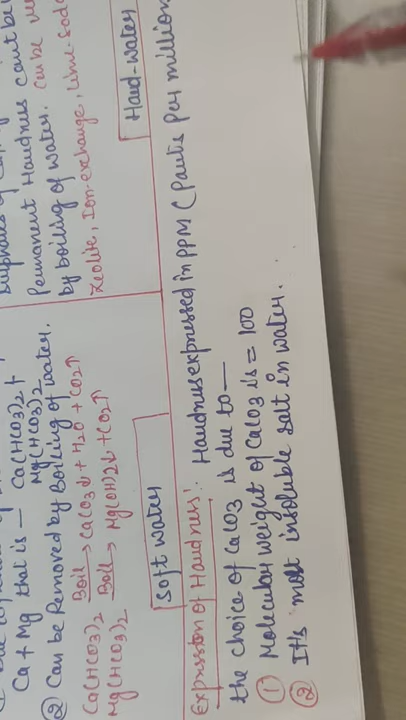 Ca + Mg that is — Ca(HCO3)2 +
Mg(HCO3)2
② Can be Removed by Boiling of water.
Ca(HCO3)2 Boil→ CaCO3↓ + H2O + CO2↑
Mg(HCO3)2 Boil→ Mg(OH)2↓ + CO2↑
Soft water
Permanent Hardness can't be
by boiling of water. Can be
Zeolite, Ion-exchange, Lime-Soda
Hard-water
Expression of Hardness:. Hardness expressed in PPM (Parts Per million
the choice of CaCO3 is due to —
① Molecular weight of CaCO3 is = 100
② It Is most insoluble salt in water.